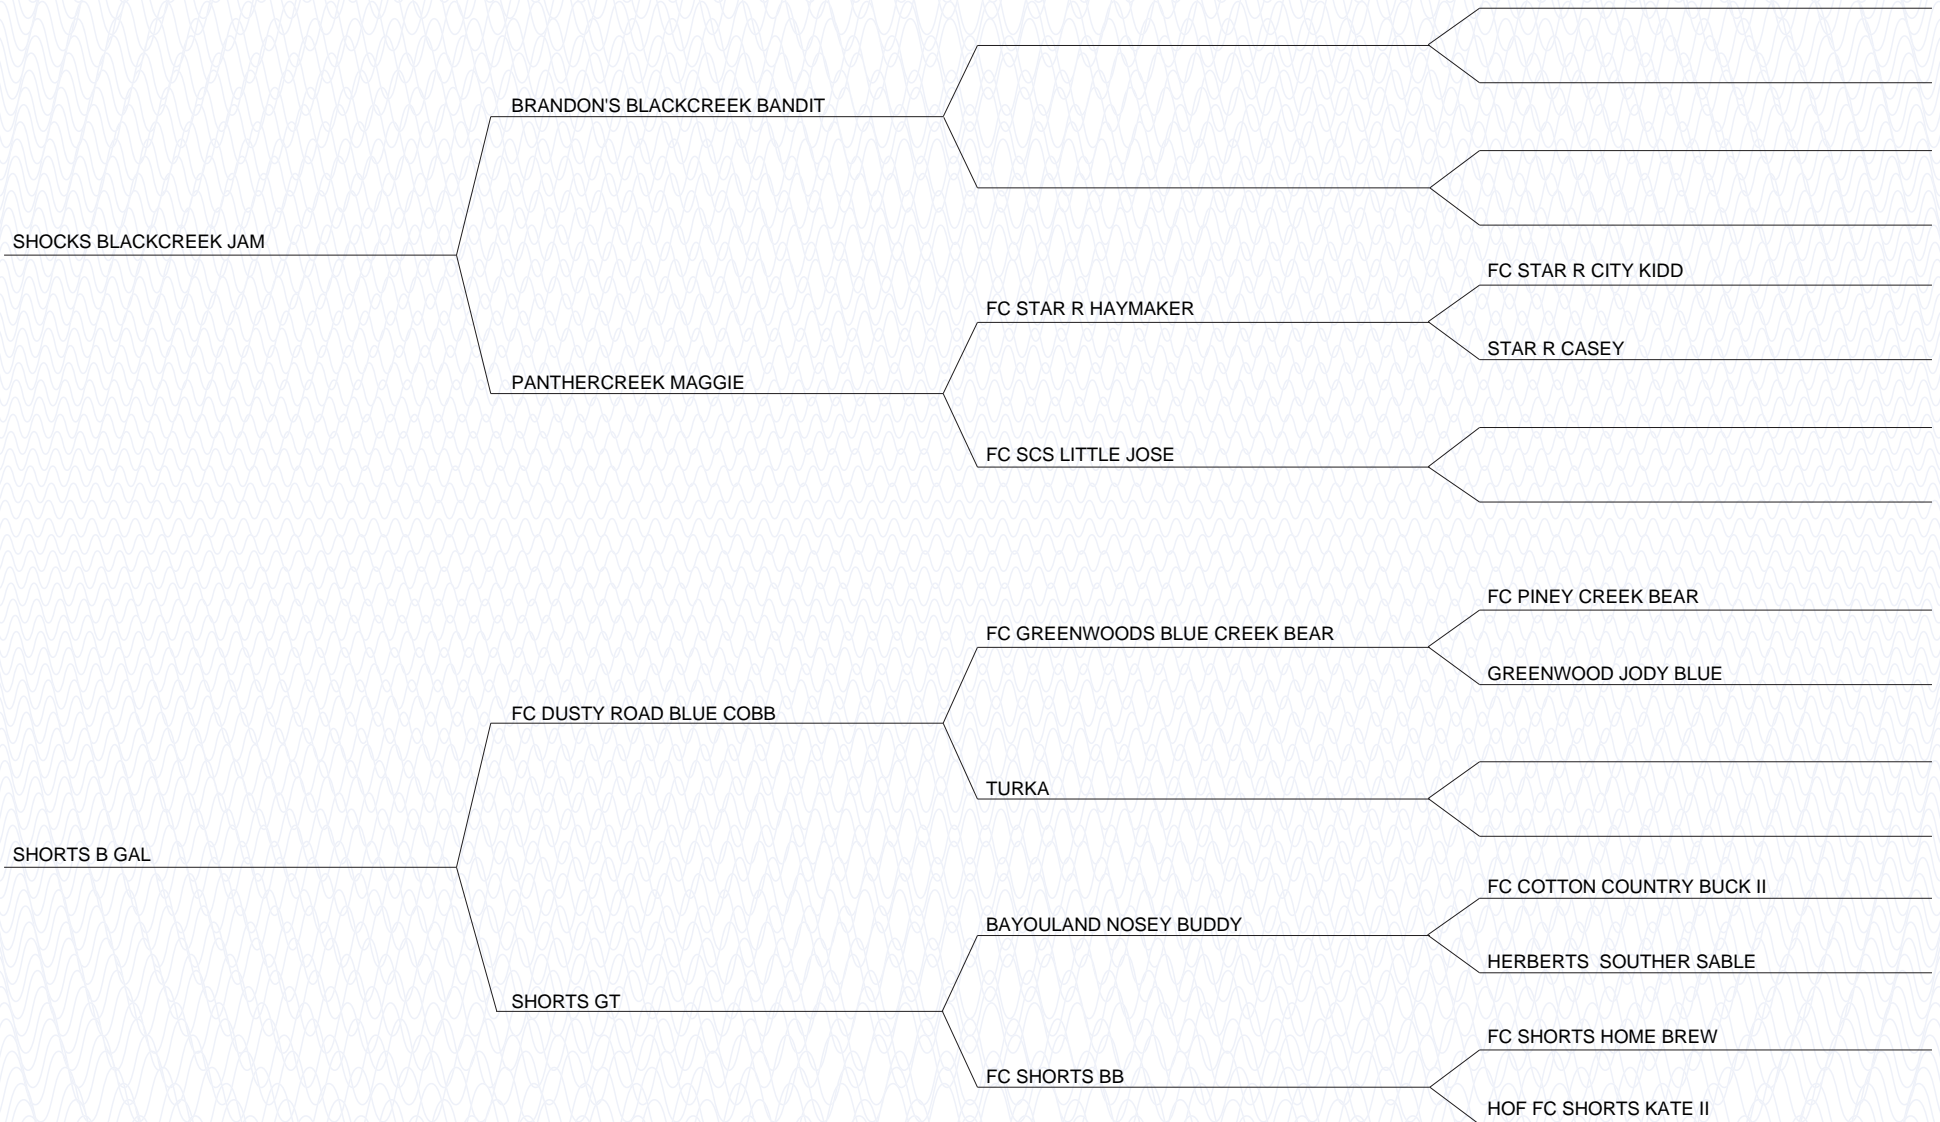 BRANDON'S BLACKCREEK BANDIT
SHOCKS BLACKCREEK JAM
FC STAR R CITY KIDD
FC STAR R HAYMAKER
STAR R CASEY
PANTHERCREEK MAGGIE
FC SCS LITTLE JOSE
FC PINEY CREEK BEAR
FC GREENWOODS BLUE CREEK BEAR
GREENWOOD JODY BLUE
FC DUSTY ROAD BLUE COBB
TURKA
SHORTS B GAL
FC COTTON COUNTRY BUCK II
BAYOULAND NOSEY BUDDY
HERBERTS  SOUTHER SABLE
SHORTS GT
FC SHORTS HOME BREW
FC SHORTS BB
HOF FC SHORTS KATE II